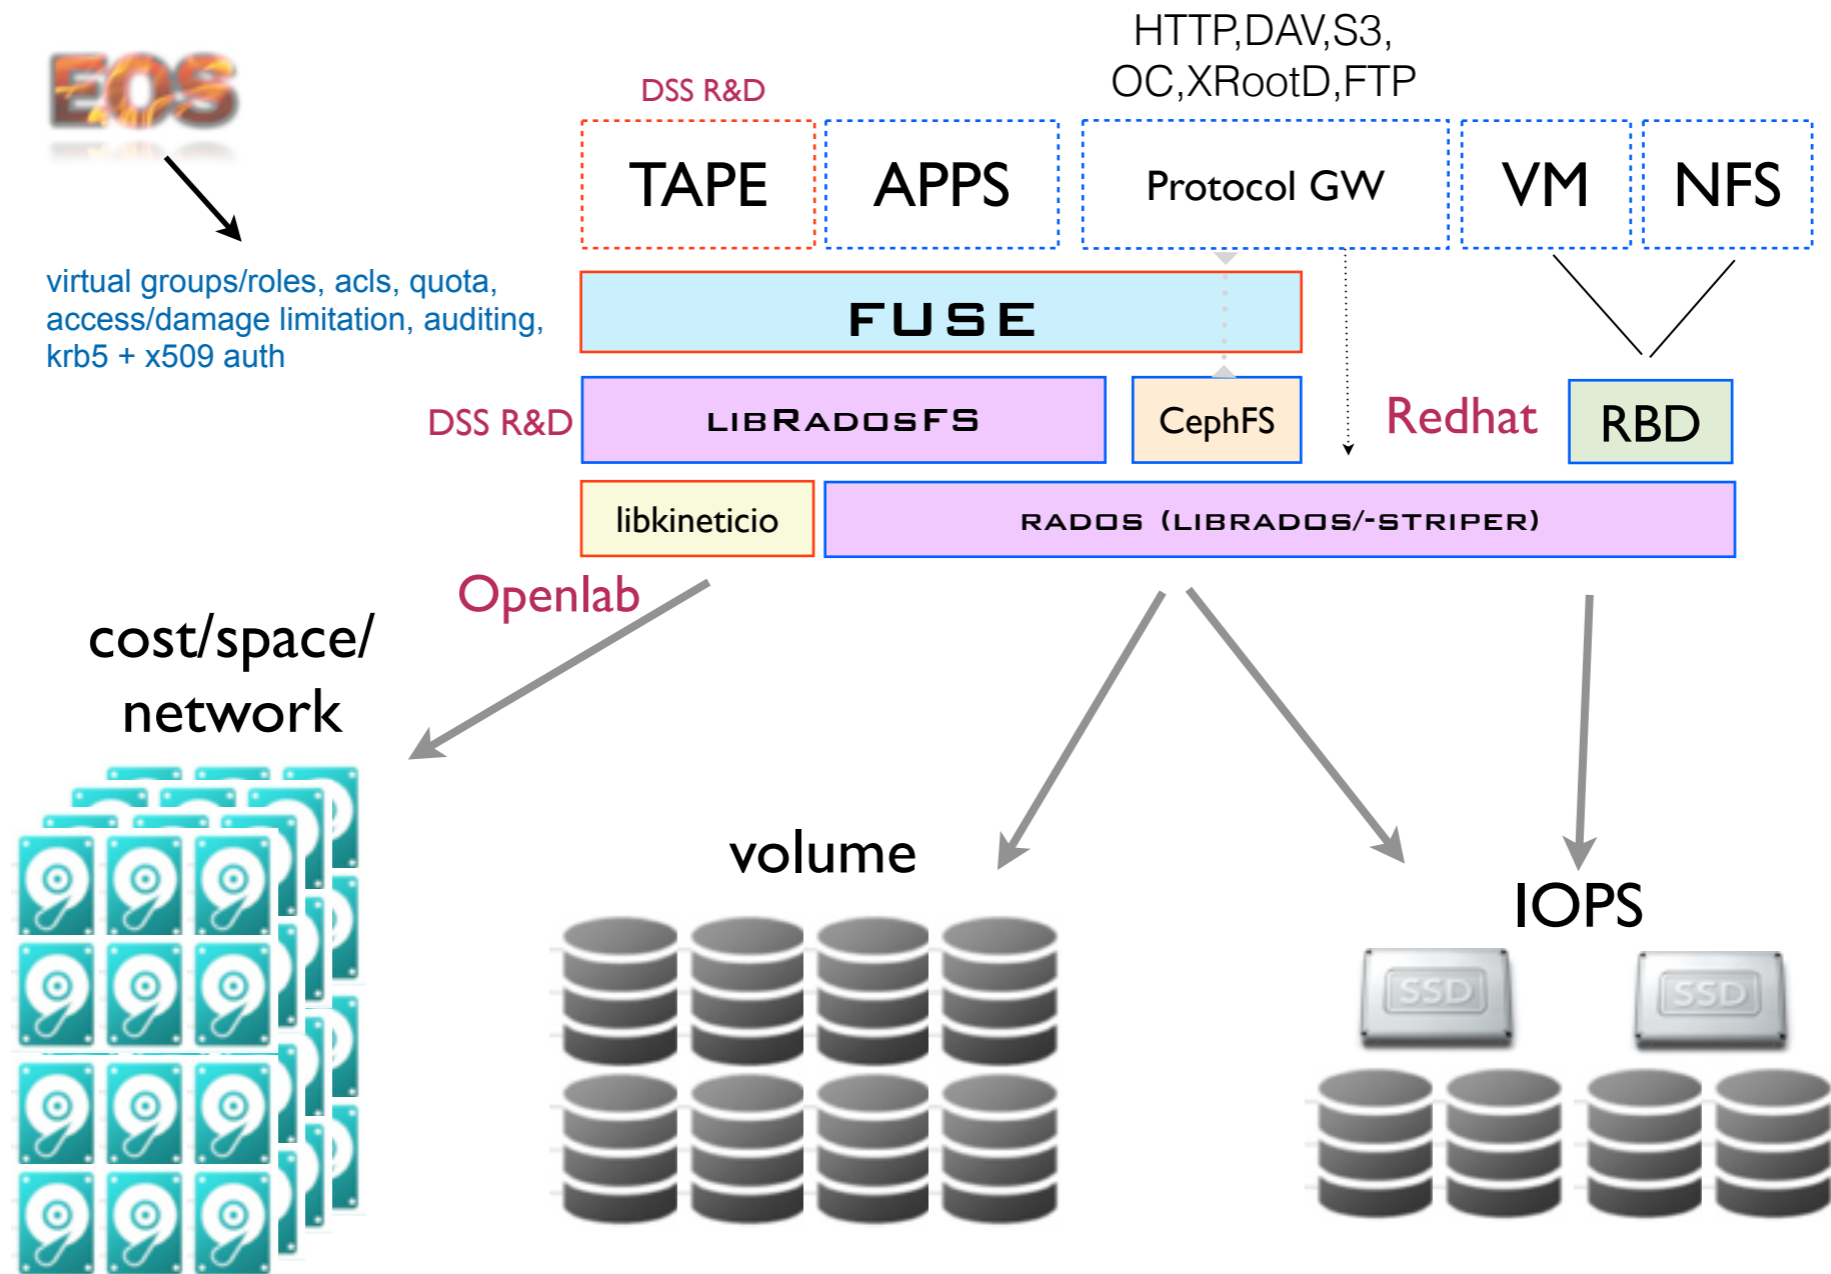 EOS
HTTP,DAV,S3,
OC,XRootD,FTP
DSS R&D
TAPE
APPS
Protocol GW
VM
NFS
virtual groups/roles, acls, quota,
access/damage limitation, auditing,
krb5 + x509 auth
FUSE
DSS R&D
LIBRADOSFS
CephFS
Redhat
RBD
libkineticio
RADOS (LIBRADOS/-STRIPER)
Openlab
cost/space/
network
volume
IOPS
SSD
SSD